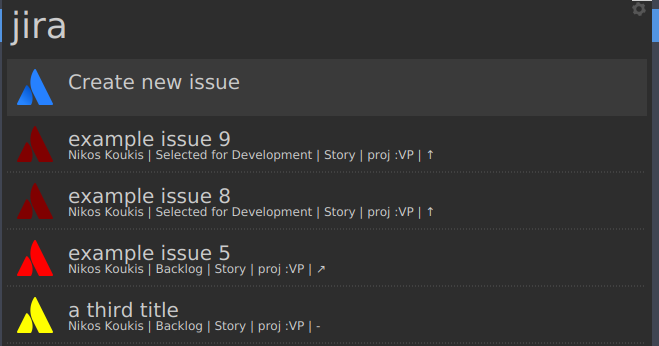 jira
Create new issue
example issue 9
Nikos Koukis | Selected for Development | Story | proj :VP | ↑
example issue 8
Nikos Koukis | Selected for Development | Story | proj :VP | ↑
example issue 5
Nikos Koukis | Backlog | Story | proj :VP | ↗
a third title
Nikos Koukis | Backlog | Story | proj :VP | -